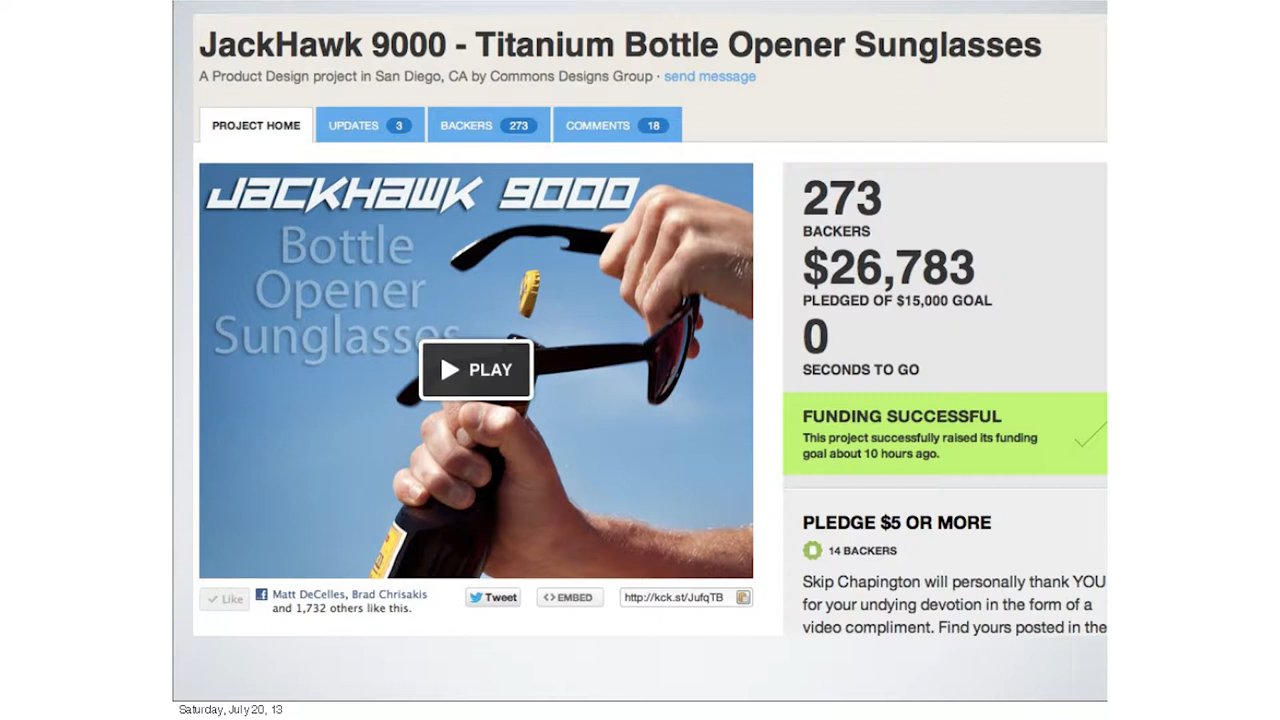 JackHawk 9000 - Titanium Bottle Opener Sunglasses
A Product Design project in San Diego, CA by Commons Designs Group · send message
PROJECT HOME
UPDATES 3
BACKERS 273
COMMENTS 18
JACKHAWK 9000
Bottle
Opener
Sunglasses
PLAY
Like
Matt DeCelles, Brad Chrisakis
and 1,732 others like this.
Tweet
<> EMBED
http://kck.st/JufqTB
273
BACKERS
$26,783
PLEDGED OF $15,000 GOAL
0
SECONDS TO GO
FUNDING SUCCESSFUL
This project successfully raised its funding
goal about 10 hours ago.
PLEDGE $5 OR MORE
14 BACKERS
Skip Chapington will personally thank YOU
for your undying devotion in the form of a
video compliment. Find yours posted in the
Saturday, July 20, 13